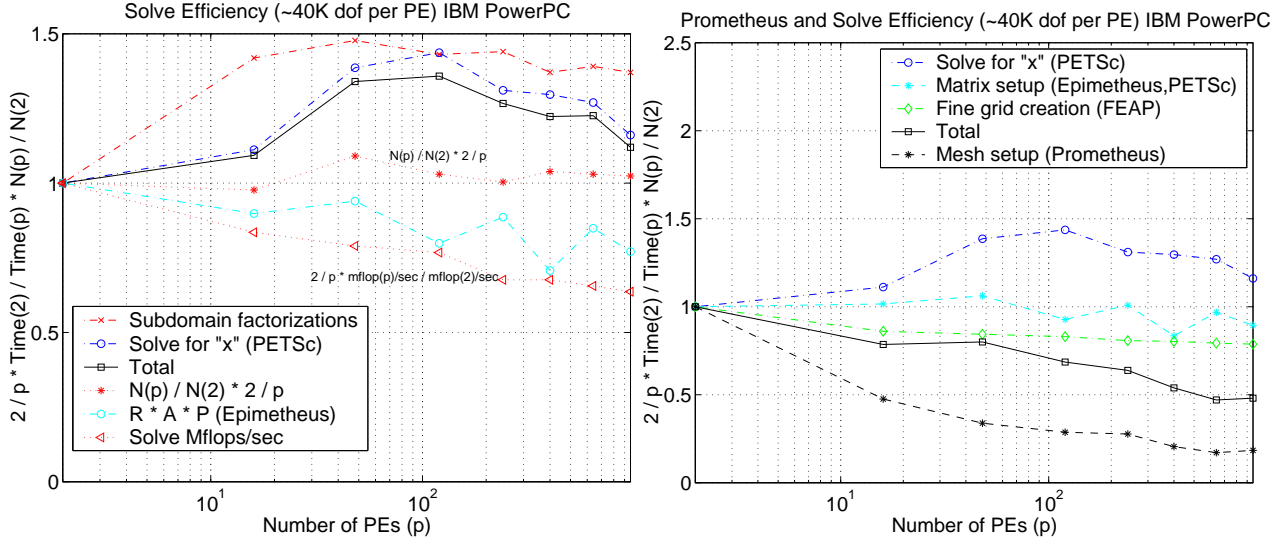 Solve Efficiency (~40K dof per PE) IBM PowerPC
2 / p * Time(2) / Time(p) * N(p) / N(2)
1.5
1
0.5
0
N(p) / N(2) * 2 / p
2 / p * mflop(p)/sec / mflop(2)/sec
Subdomain factorizations
Solve for "x" (PETSc)
Total
N(p) / N(2) * 2 / p
R * A * P (Epimetheus)
Solve Mflops/sec
10^1
10^2
Number of PEs (p)
Prometheus and Solve Efficiency (~40K dof per PE) IBM PowerPC
2 / p * Time(2) / Time(p) * N(p) / N(2)
2.5
2
1.5
1
0.5
0
Solve for "x" (PETSc)
Matrix setup (Epimetheus,PETSc)
Fine grid creation (FEAP)
Total
Mesh setup (Prometheus)
10^1
10^2
Number of PEs (p)